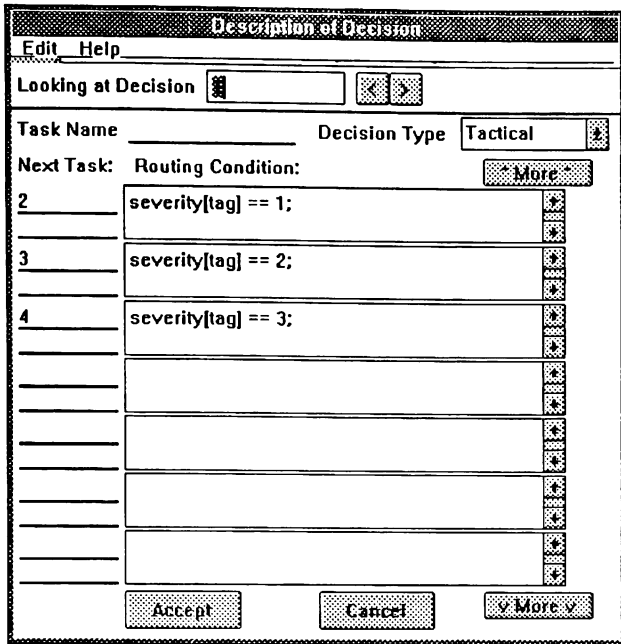 Description of Decision
Edit Help
Looking at Decision < >
Task Name Decision Type Tactical
Next Task: Routing Condition: ^ More ^
2 severity[tag] == 1;
3 severity[tag] == 2;
4 severity[tag] == 3;
Accept Cancel v More v